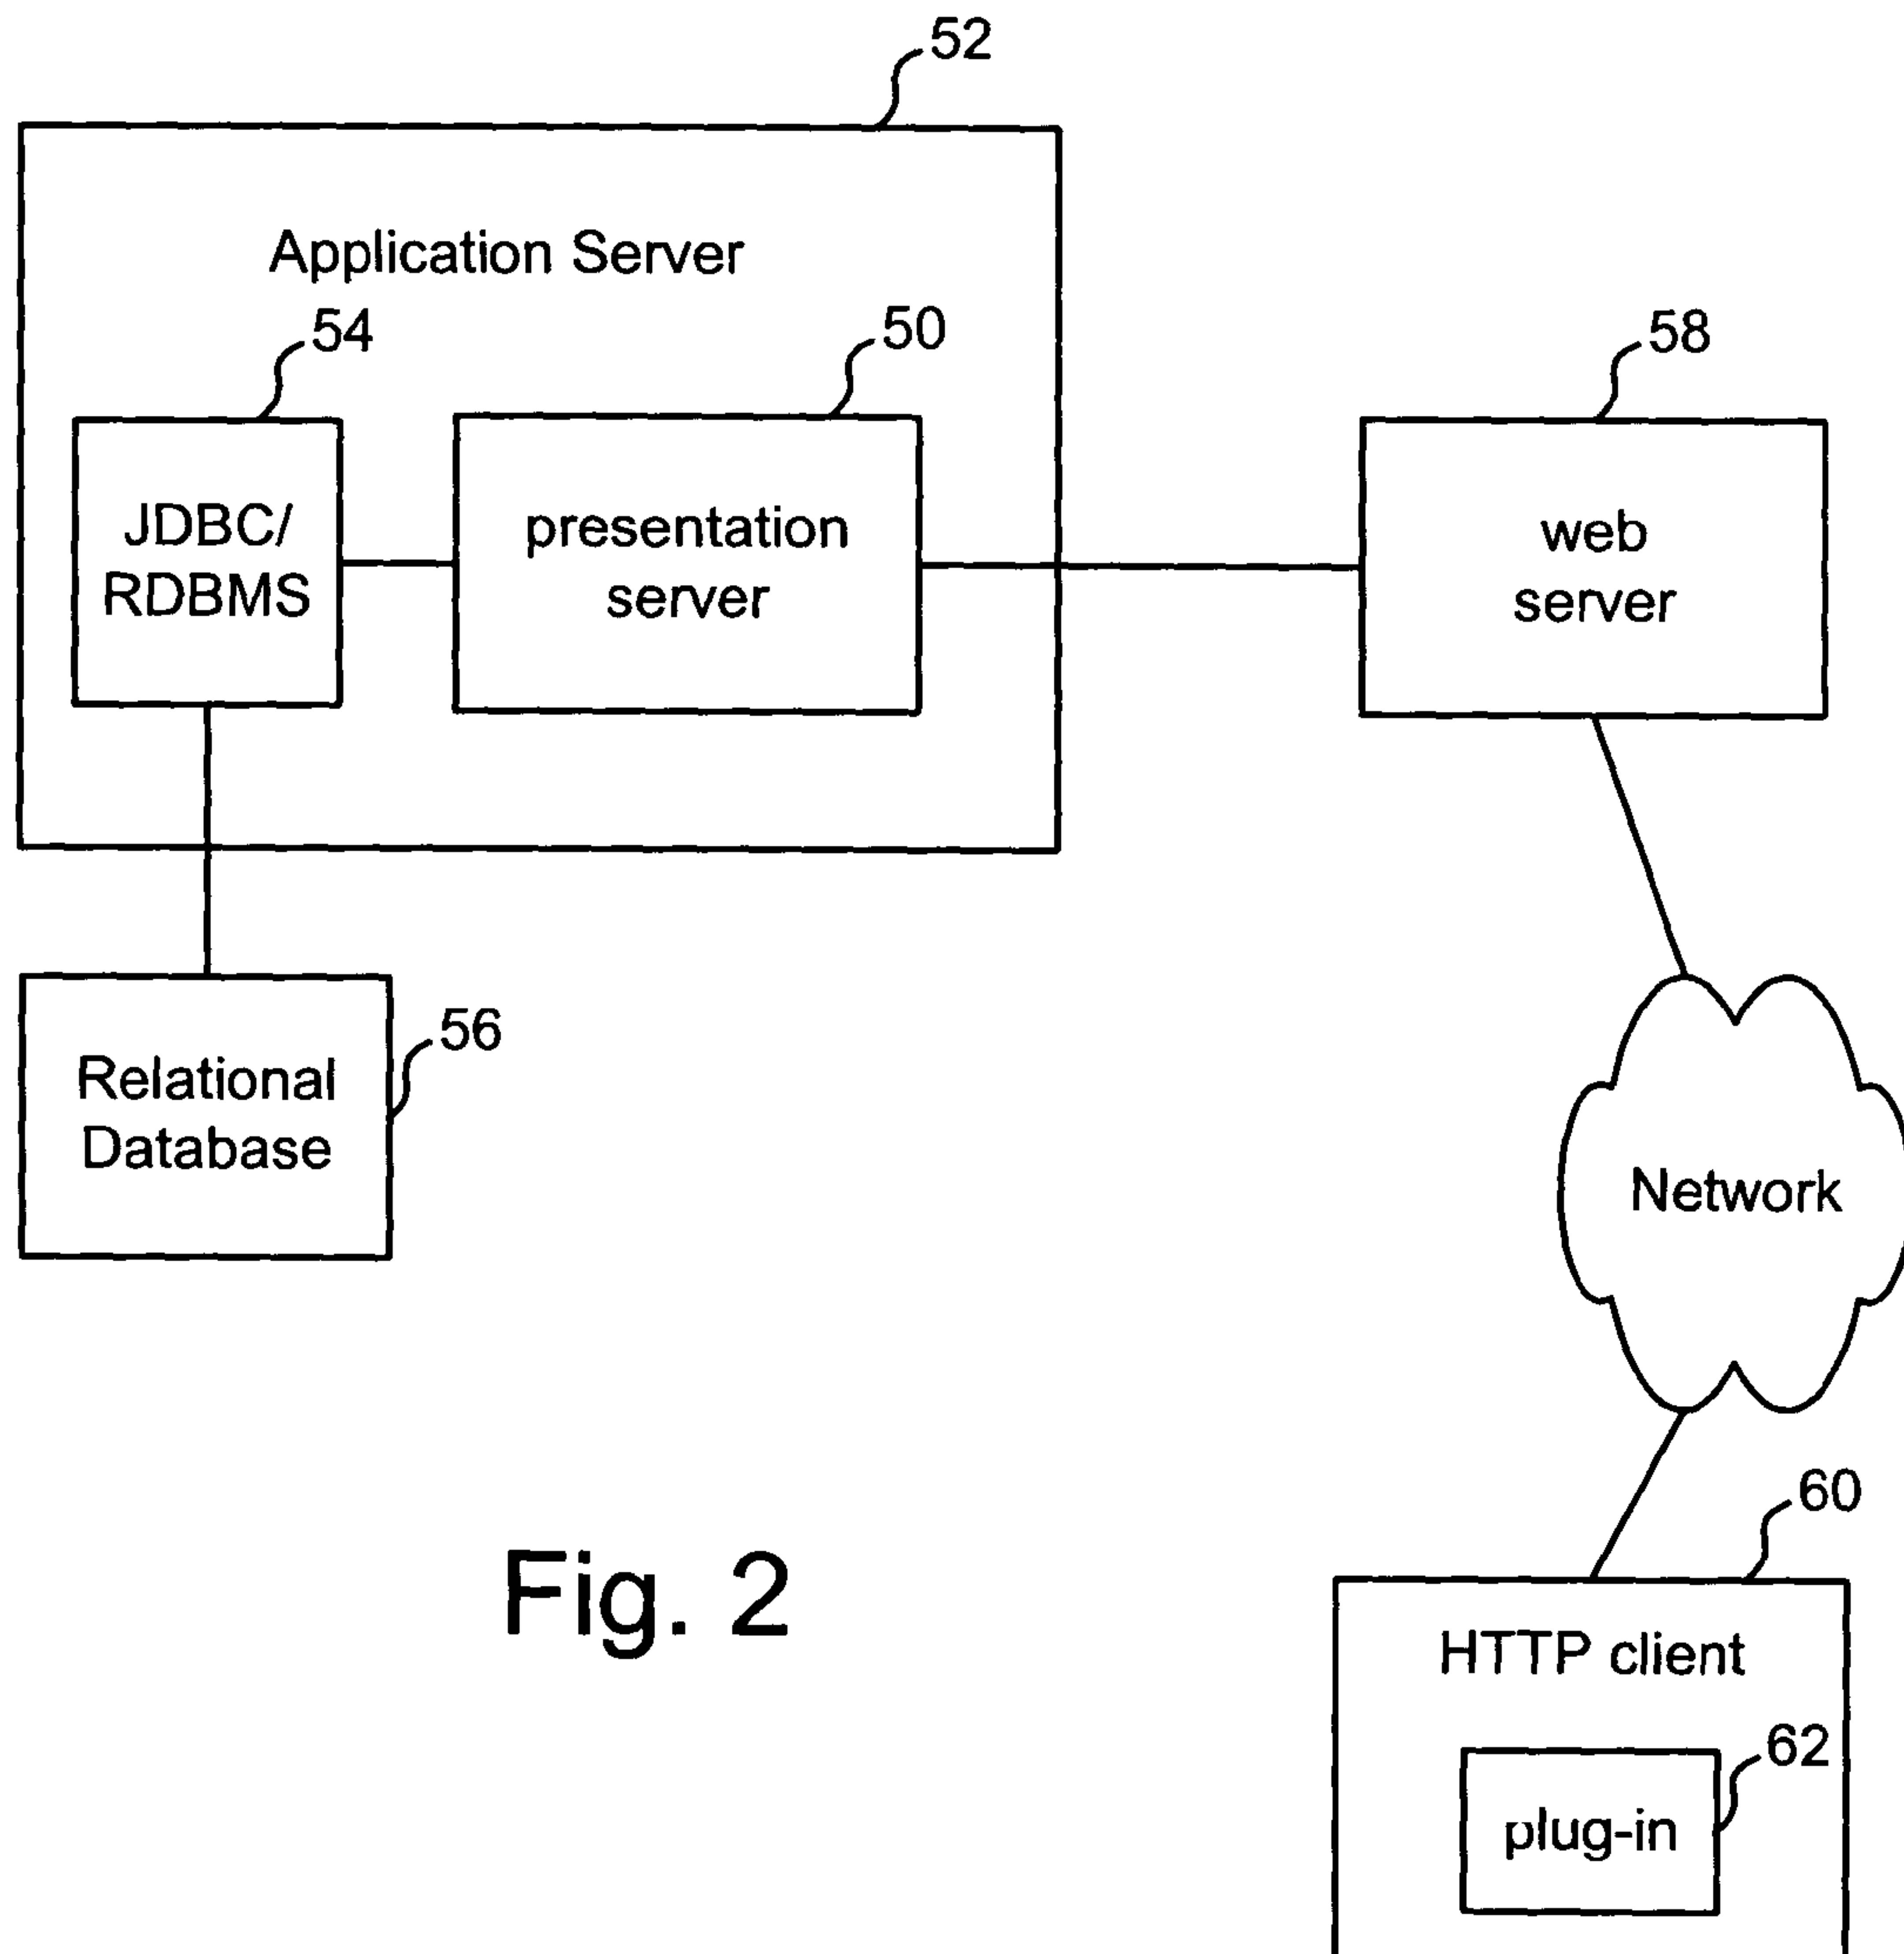 52
Application Server
54
50
58
JDBC/
RDBMS
presentation
server
web
server
56
Relational
Database
Network
Fig. 2
60
HTTP client
62
plug-in